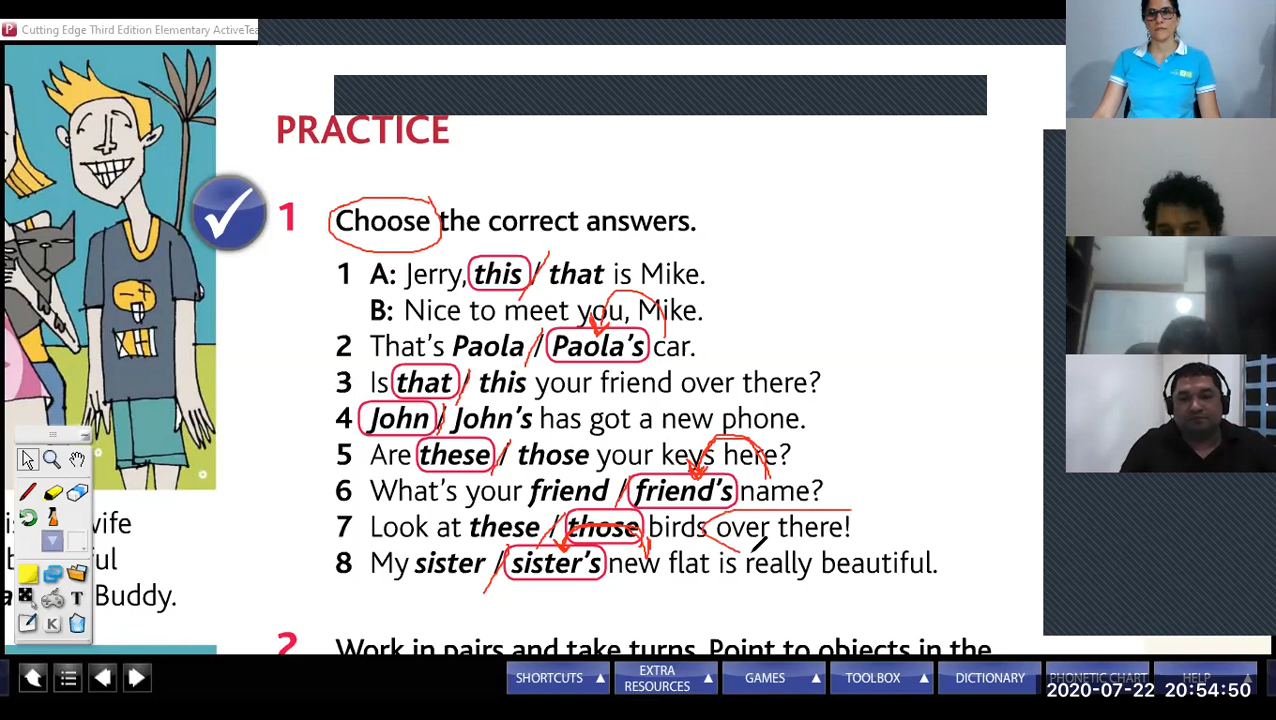 Cutting Edge Third Edition Elementary ActiveTea
PRACTICE
1 Choose the correct answers.
1 A: Jerry, this / that is Mike.
B: Nice to meet you, Mike.
2 That's Paola / Paola's car.
3 Is that / this your friend over there?
4 John / John's has got a new phone.
5 Are these / those your keys here?
6 What's your friend / friend's name?
7 Look at these / those birds over there!
8 My sister / sister's new flat is really beautiful.
2 Work in pairs and take turns. Point to objects in the
wife
Buddy.
T
K
SHORTCUTS
EXTRA
RESOURCES
GAMES
TOOLBOX
DICTIONARY
PHONETIC CHART
HELP
2020-07-22 20:54:50